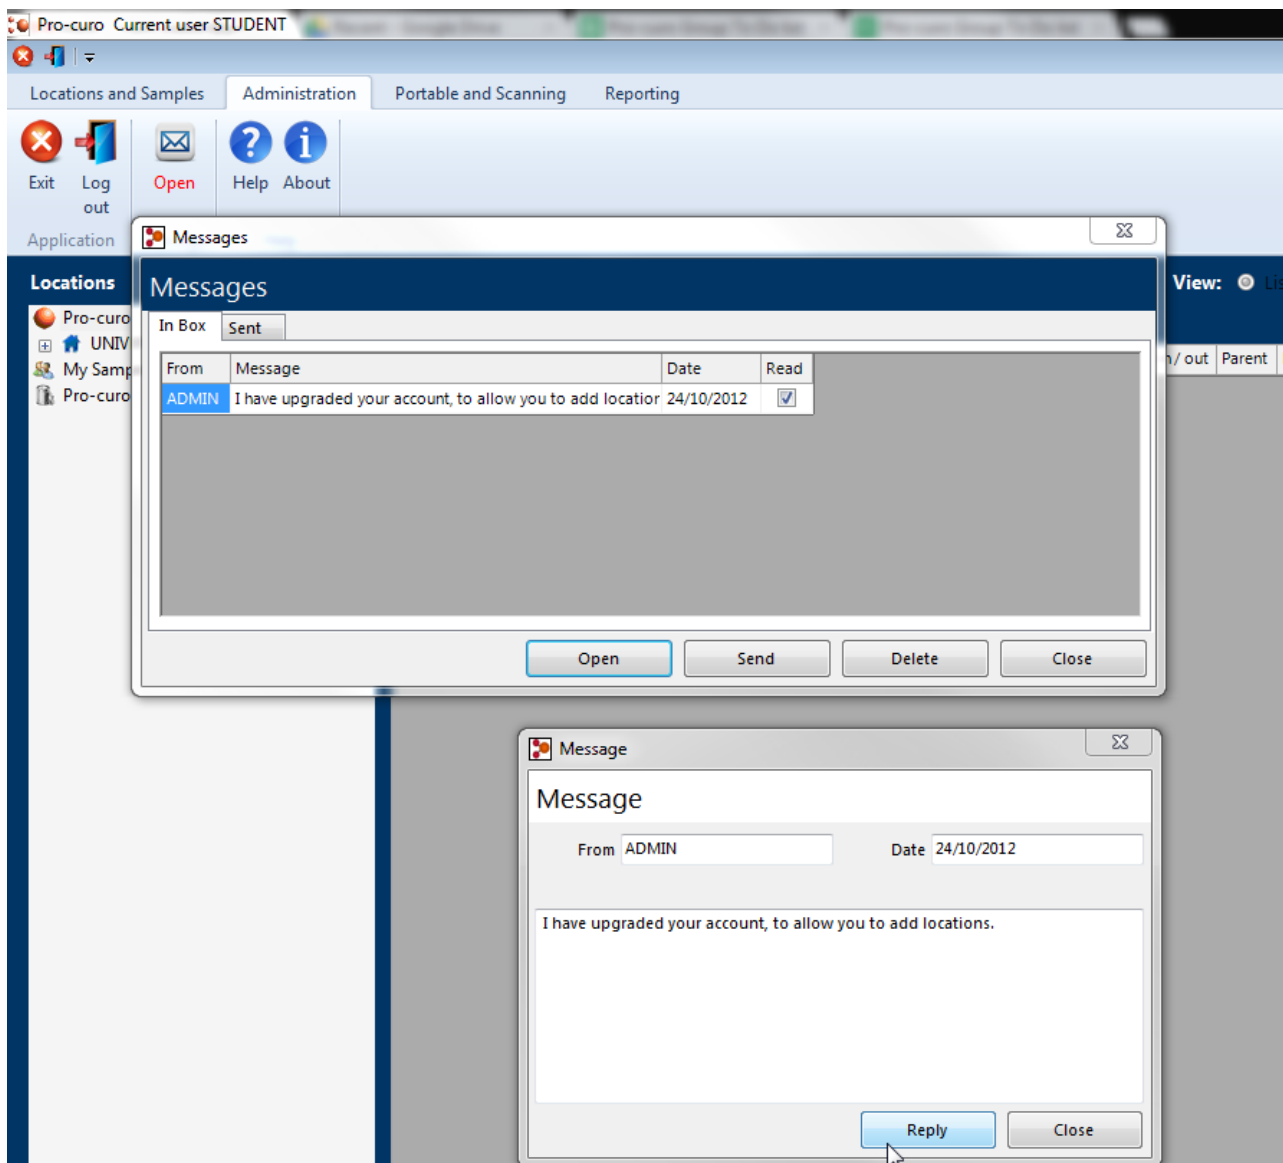 Pro-curo Current user STUDENT
Locations and Samples Administration Portable and Scanning Reporting
Exit Log out Open Help About
Application
Messages
Locations Messages View:
Pro-curo In Box Sent
UNIV
My Samp From Message Date Read n / out Parent
Pro-curo ADMIN I have upgraded your account, to allow you to add location 24/10/2012
Open Send Delete Close
Message
Message
From ADMIN Date 24/10/2012
I have upgraded your account, to allow you to add locations.
Reply Close